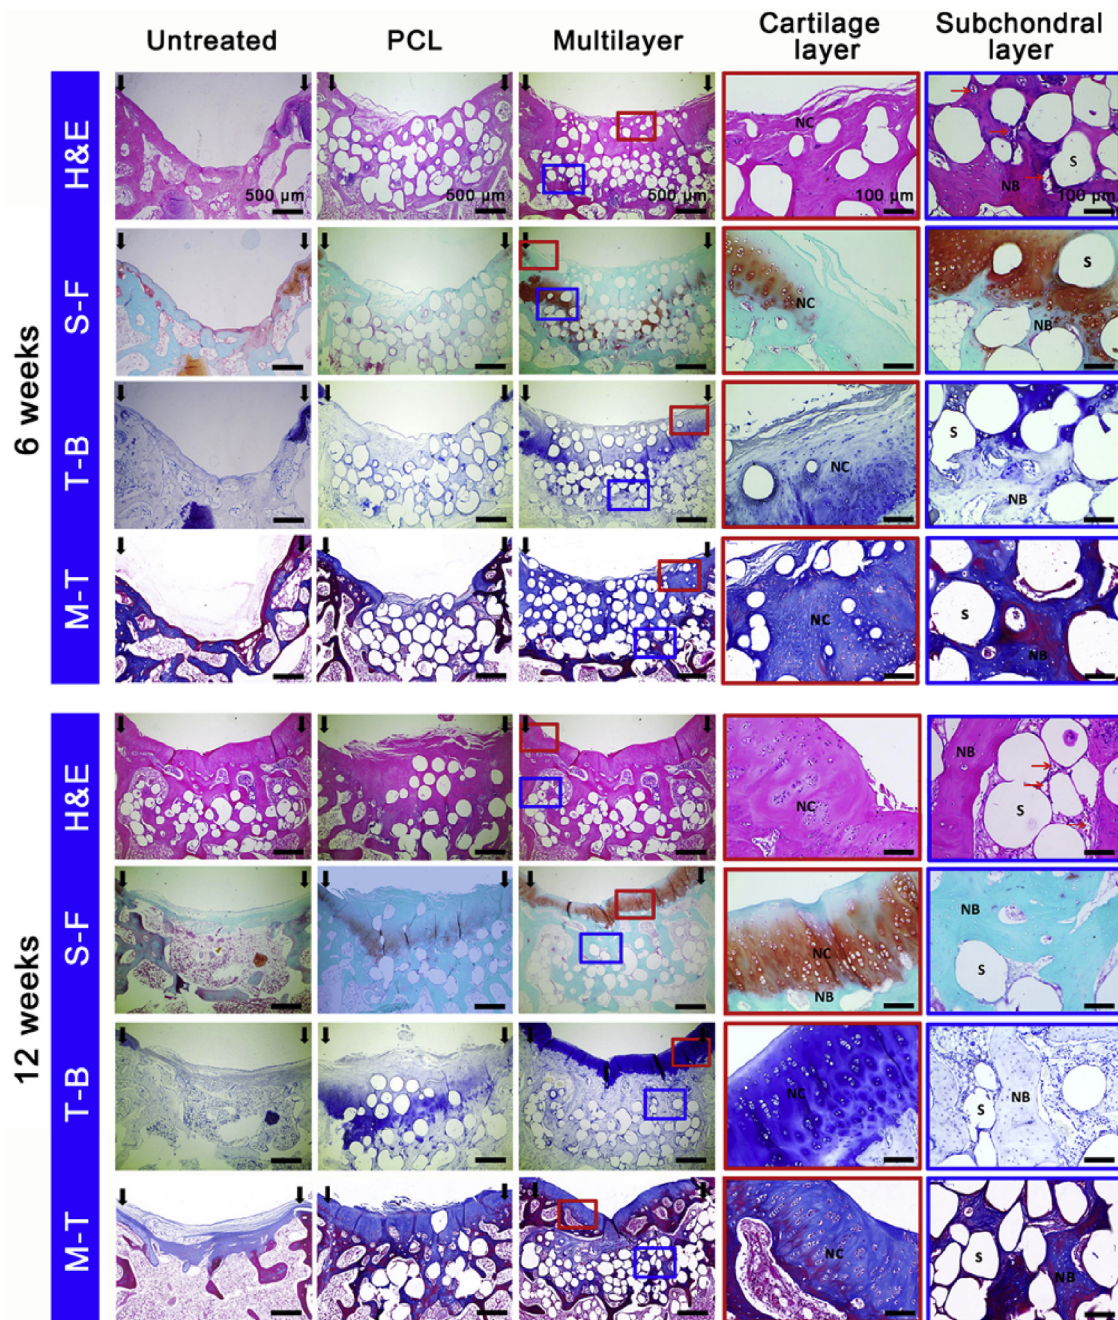 Untreated
PCL
Multilayer
Cartilage
layer
Subchondral
layer
6 weeks
H&E
500 µm
500 µm
500 µm
NC
100 µm
S
NB
100 µm
S-F
NC
S
NB
T-B
NC
S
NB
M-T
NC
S
NB
12 weeks
H&E
NC
NB
S
S-F
NC
NB
NB
S
T-B
NC
S
NB
M-T
NC
S
NB